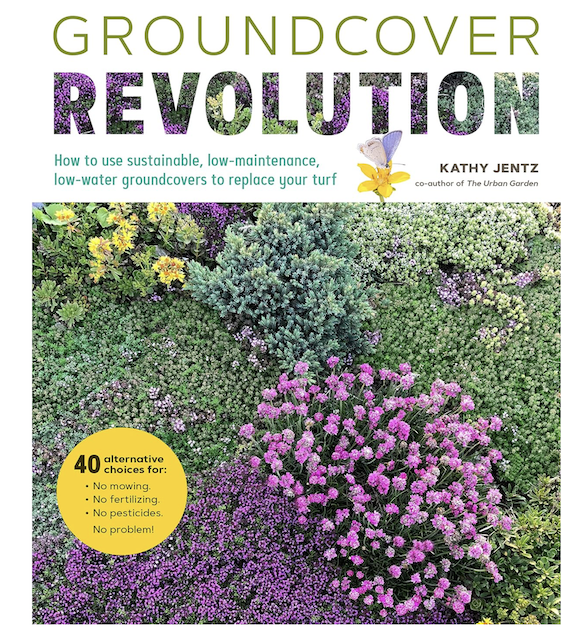 GROUNDCOVER
REVOLUTION
How to use sustainable, low-maintenance,
low-water groundcovers to replace your turf
KATHY JENTZ
co-author of The Urban Garden
40 alternative
choices for:
• No mowing.
• No fertilizing.
• No pesticides.
No problem!